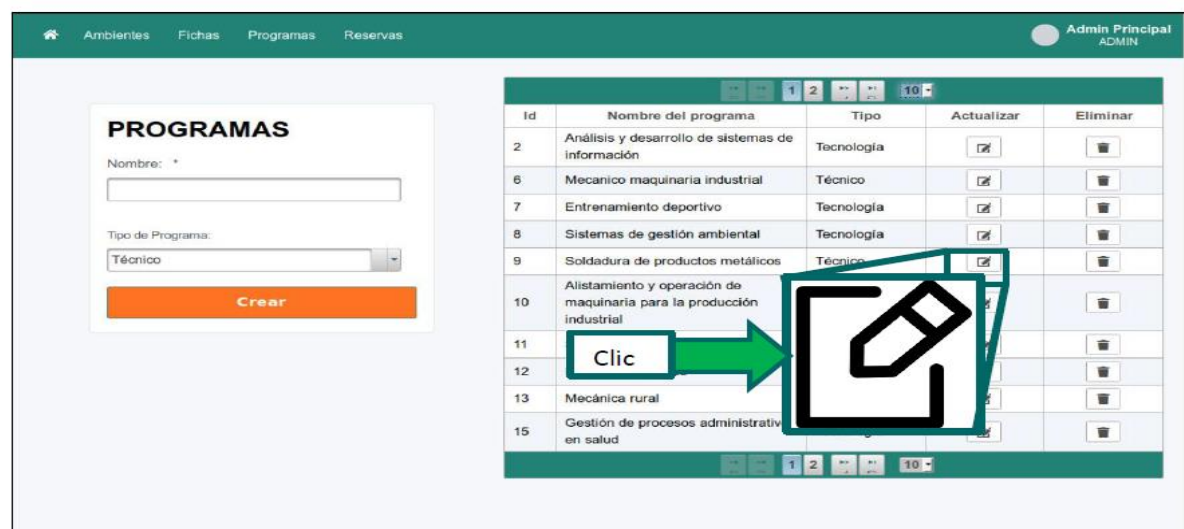 Ambientes Fichas Programas Reservas
Admin Principal
ADMIN
PROGRAMAS
Nombre: *
Tipo de Programa:
Técnico
Crear
1 2 10
Id Nombre del programa Tipo Actualizar Eliminar
2 Análisis y desarrollo de sistemas de
información Tecnología
6 Mecanico maquinaria industrial Técnico
7 Entrenamiento deportivo Tecnología
8 Sistemas de gestión ambiental Tecnología
9 Soldadura de productos metálicos Técnico
10 Alistamiento y operación de
maquinaria para la producción
industrial
11
Clic
12
13 Mecánica rural
15 Gestión de procesos administrativ
en salud
1 2 10